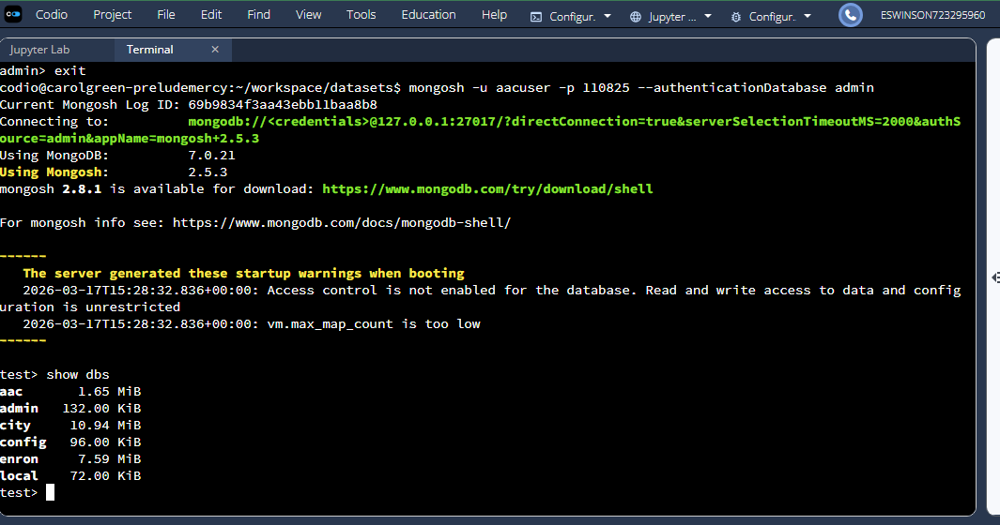 Codio Project File Edit Find View Tools Education Help Configur. Jupyter ... Configur. ESWINSON723295960
Jupyter Lab Terminal ×
admin> exit
codio@carolgreen-preludemercy:~/workspace/datasets$ mongosh -u aacuser -p 110825 --authenticationDatabase admin
Current Mongosh Log ID: 69b9834f3aa43ebb11baa8b8
Connecting to: mongodb://<credentials>@127.0.0.1:27017/?directConnection=true&serverSelectionTimeoutMS=2000&authS
ource=admin&appName=mongosh+2.5.3
Using MongoDB: 7.0.21
Using Mongosh: 2.5.3
mongosh 2.8.1 is available for download: https://www.mongodb.com/try/download/shell
For mongosh info see: https://www.mongodb.com/docs/mongodb-shell/
------
The server generated these startup warnings when booting
2026-03-17T15:28:32.836+00:00: Access control is not enabled for the database. Read and write access to data and config
uration is unrestricted
2026-03-17T15:28:32.836+00:00: vm.max_map_count is too low
------
test> show dbs
aac 1.65 MiB
admin 132.00 KiB
city 10.94 MiB
config 96.00 KiB
enron 7.59 MiB
local 72.00 KiB
test>